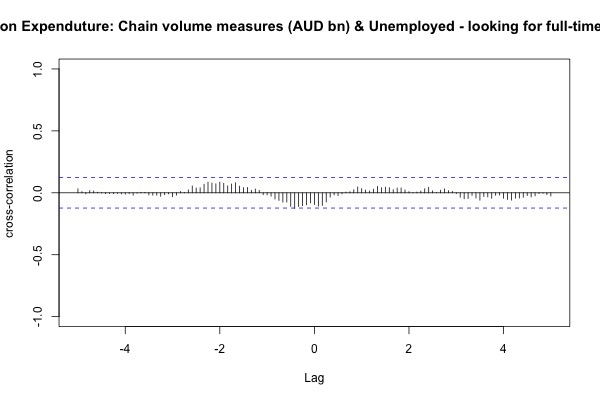 on Expenduture: Chain volume measures (AUD bn) & Unemployed - looking for full-time
1.0
0.5
0.0
-0.5
-1.0
cross-correlation
-4 -2 0 2 4
Lag